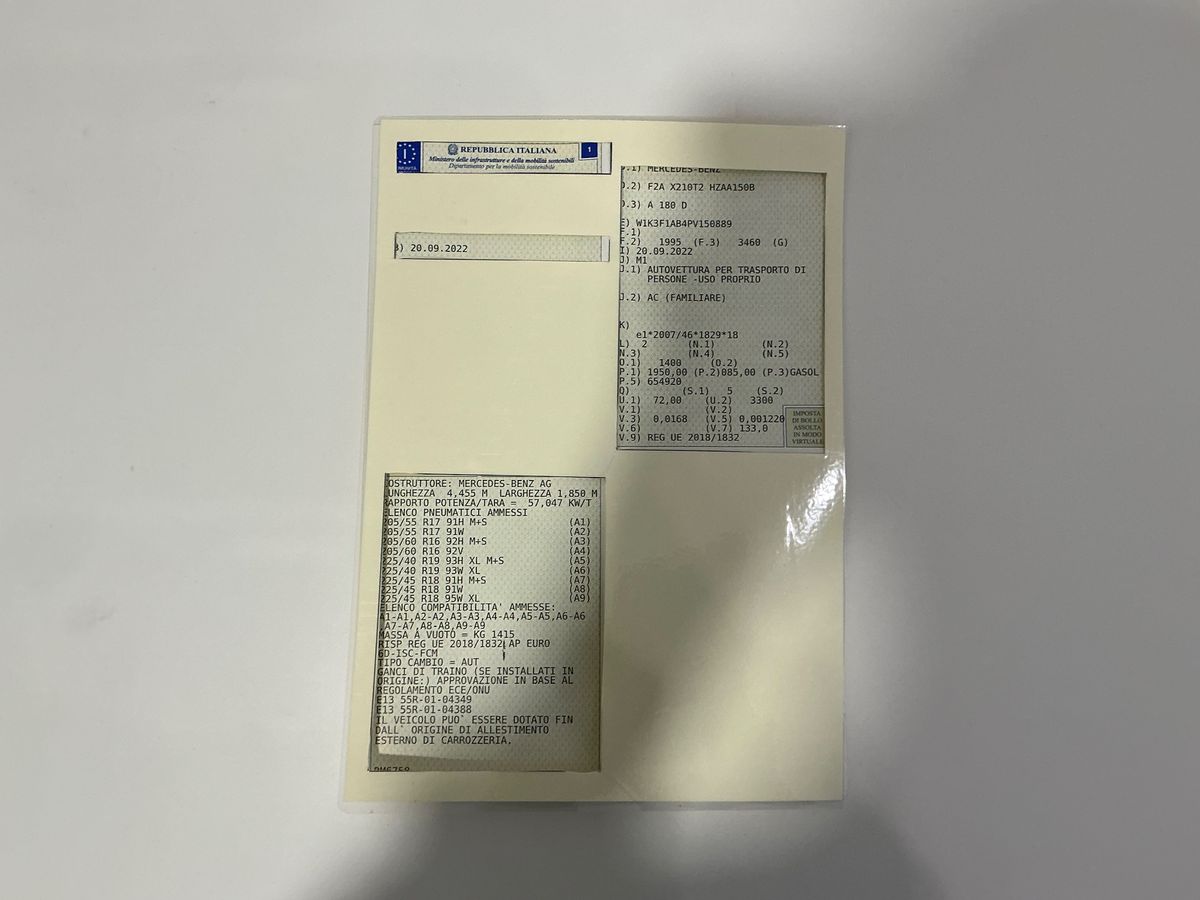 I
REPUBBLICA ITALIANA
Ministero delle infrastrutture e della mobilità sostenibili
Dipartimento per la mobilità sostenibile
1
B) 20.09.2022
D.1) MERCEDES-BENZ
D.2) F2A X210T2 HZAA150B
D.3) A 180 D
E) W1K3F1AB4PV150889
F.1)
F.2) 1995 (F.3) 3460 (G)
I) 20.09.2022
J) M1
J.1) AUTOVETTURA PER TRASPORTO DI
PERSONE -USO PROPRIO
J.2) AC (FAMILIARE)
K)
e1*2007/46*1829*18
L) 2 (N.1) (N.2)
N.3) (N.4) (N.5)
O.1) 1400 (O.2)
P.1) 1950,00 (P.2)085,00 (P.3)GASOL
P.5) 654920
Q) (S.1) 5 (S.2)
U.1) 72,00 (U.2) 3300
V.1) (V.2)
V.3) 0,0168 (V.5) 0,001220
V.6) (V.7) 133,0
V.9) REG UE 2018/1832
IMPOSTA
DI BOLLO
ASSOLTA
IN MODO
VIRTUALE
OSTRUTTORE: MERCEDES-BENZ AG
UNGHEZZA 4,455 M LARGHEZZA 1,850 M
RAPPORTO POTENZA/TARA = 57,047 KW/T
ELENCO PNEUMATICI AMMESSI
205/55 R17 91H M+S (A1)
205/55 R17 91W (A2)
205/60 R16 92H M+S (A3)
205/60 R16 92V (A4)
225/40 R19 93H XL M+S (A5)
225/40 R19 93W XL (A6)
225/45 R18 91H M+S (A7)
225/45 R18 91W (A8)
225/45 R18 95W XL (A9)
ELENCO COMPATIBILITA' AMMESSE:
A1-A1,A2-A2,A3-A3,A4-A4,A5-A5,A6-A6
,A7-A7,A8-A8,A9-A9
MASSA A VUOTO = KG 1415
RISP REG UE 2018/1832 AP EURO
6D-ISC-FCM
TIPO CAMBIO = AUT
GANCI DI TRAINO (SE INSTALLATI IN
ORIGINE:) APPROVAZIONE IN BASE AL
REGOLAMENTO ECE/ONU
E13 55R-01-04349
E13 55R-01-04388
IL VEICOLO PUO` ESSERE DOTATO FIN
DALL` ORIGINE DI ALLESTIMENTO
ESTERNO DI CARROZZERIA.